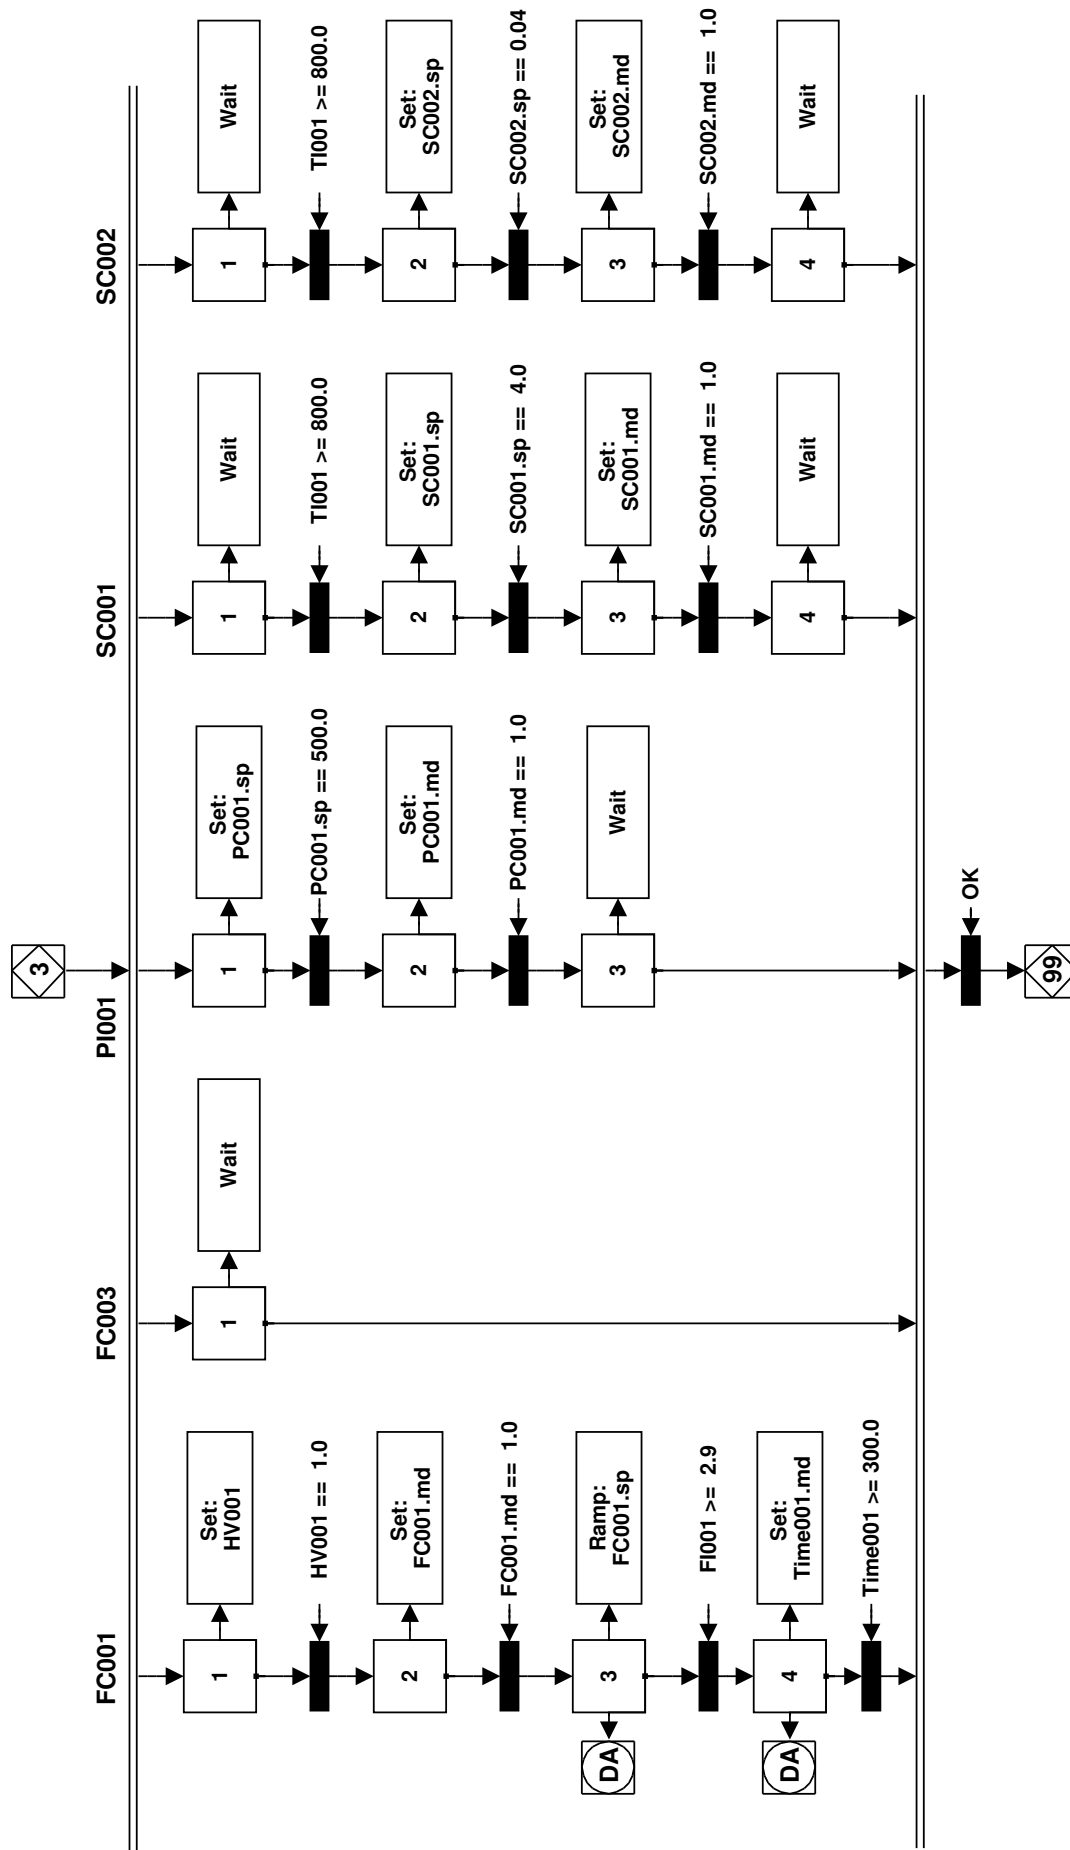 3
FC001
1
Set:
HV001
HV001 == 1.0
2
Set:
FC001.md
FC001.md == 1.0
DA
3
Ramp:
FC001.sp
FI001 >= 2.9
DA
4
Set:
Time001.md
Time001 >= 300.0
FC003
1
Wait
PI001
1
Set:
PC001.sp
PC001.sp == 500.0
2
Set:
PC001.md
PC001.md == 1.0
3
Wait
SC001
1
Wait
TI001 >= 800.0
2
Set:
SC001.sp
SC001.sp == 4.0
3
Set:
SC001.md
SC001.md == 1.0
4
Wait
SC002
1
Wait
TI001 >= 800.0
2
Set:
SC002.sp
SC002.sp == 0.04
3
Set:
SC002.md
SC002.md == 1.0
4
Wait
OK
99